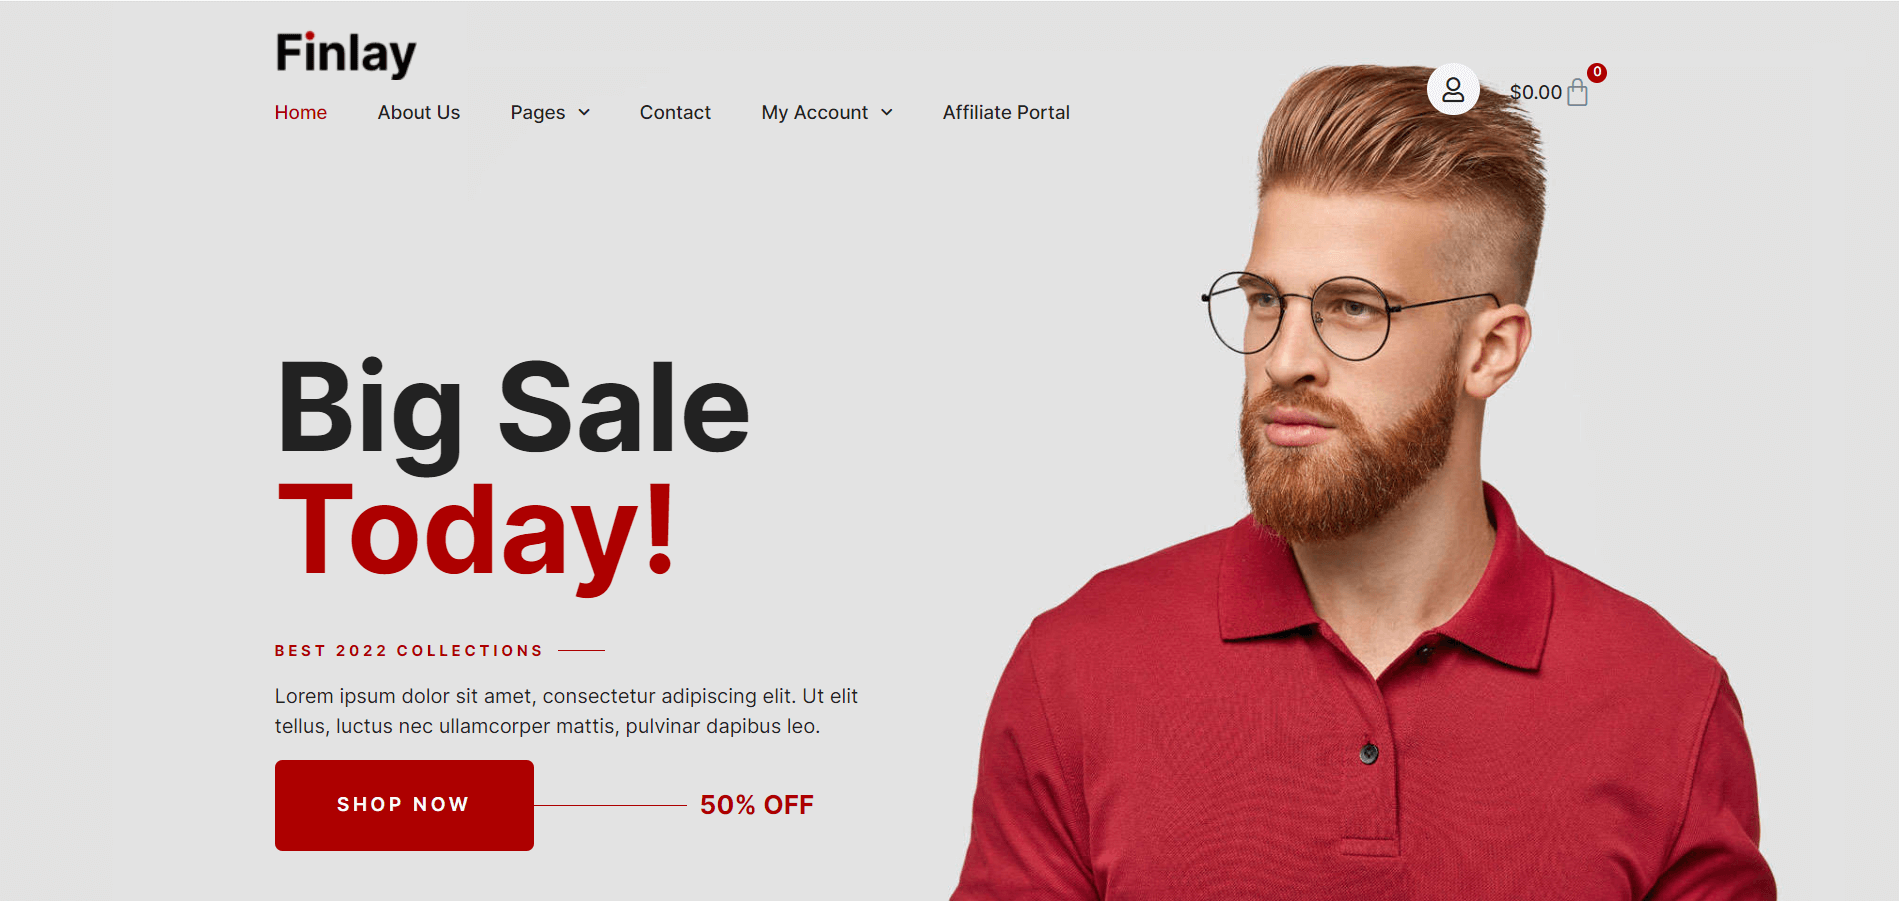 Finlay
Home About Us Pages Contact My Account Affiliate Portal
$0.00 0
Big Sale
Today!
BEST 2022 COLLECTIONS
Lorem ipsum dolor sit amet, consectetur adipiscing elit. Ut elit
tellus, luctus nec ullamcorper mattis, pulvinar dapibus leo.
SHOP NOW 50% OFF